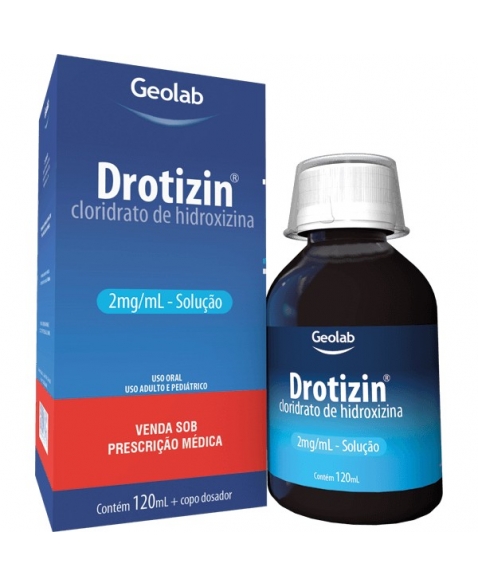 Geolab
Drotizin®
cloridrato de hidroxizina
2mg/mL - Solução
USO ORAL
USO ADULTO E PEDIÁTRICO
VENDA SOB
PRESCRIÇÃO MÉDICA
Contém 120mL + copo dosador
Geolab
Drotizin®
cloridrato de hidroxizina
2mg/mL - Solução
Contém 120mL